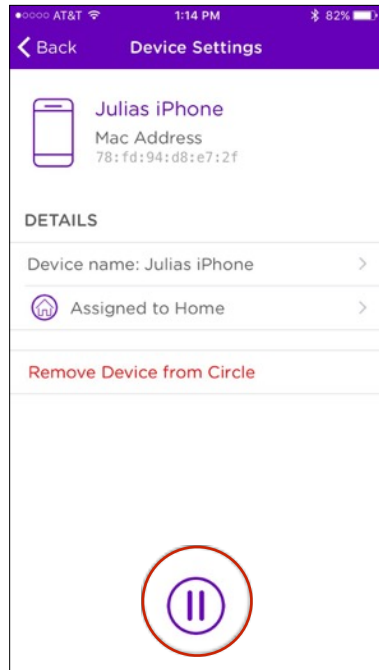 AT&T 1:14 PM 82%
Back Device Settings
Julias iPhone
Mac Address
78:fd:94:d8:e7:2f
DETAILS
Device name: Julias iPhone
Assigned to Home
Remove Device from Circle